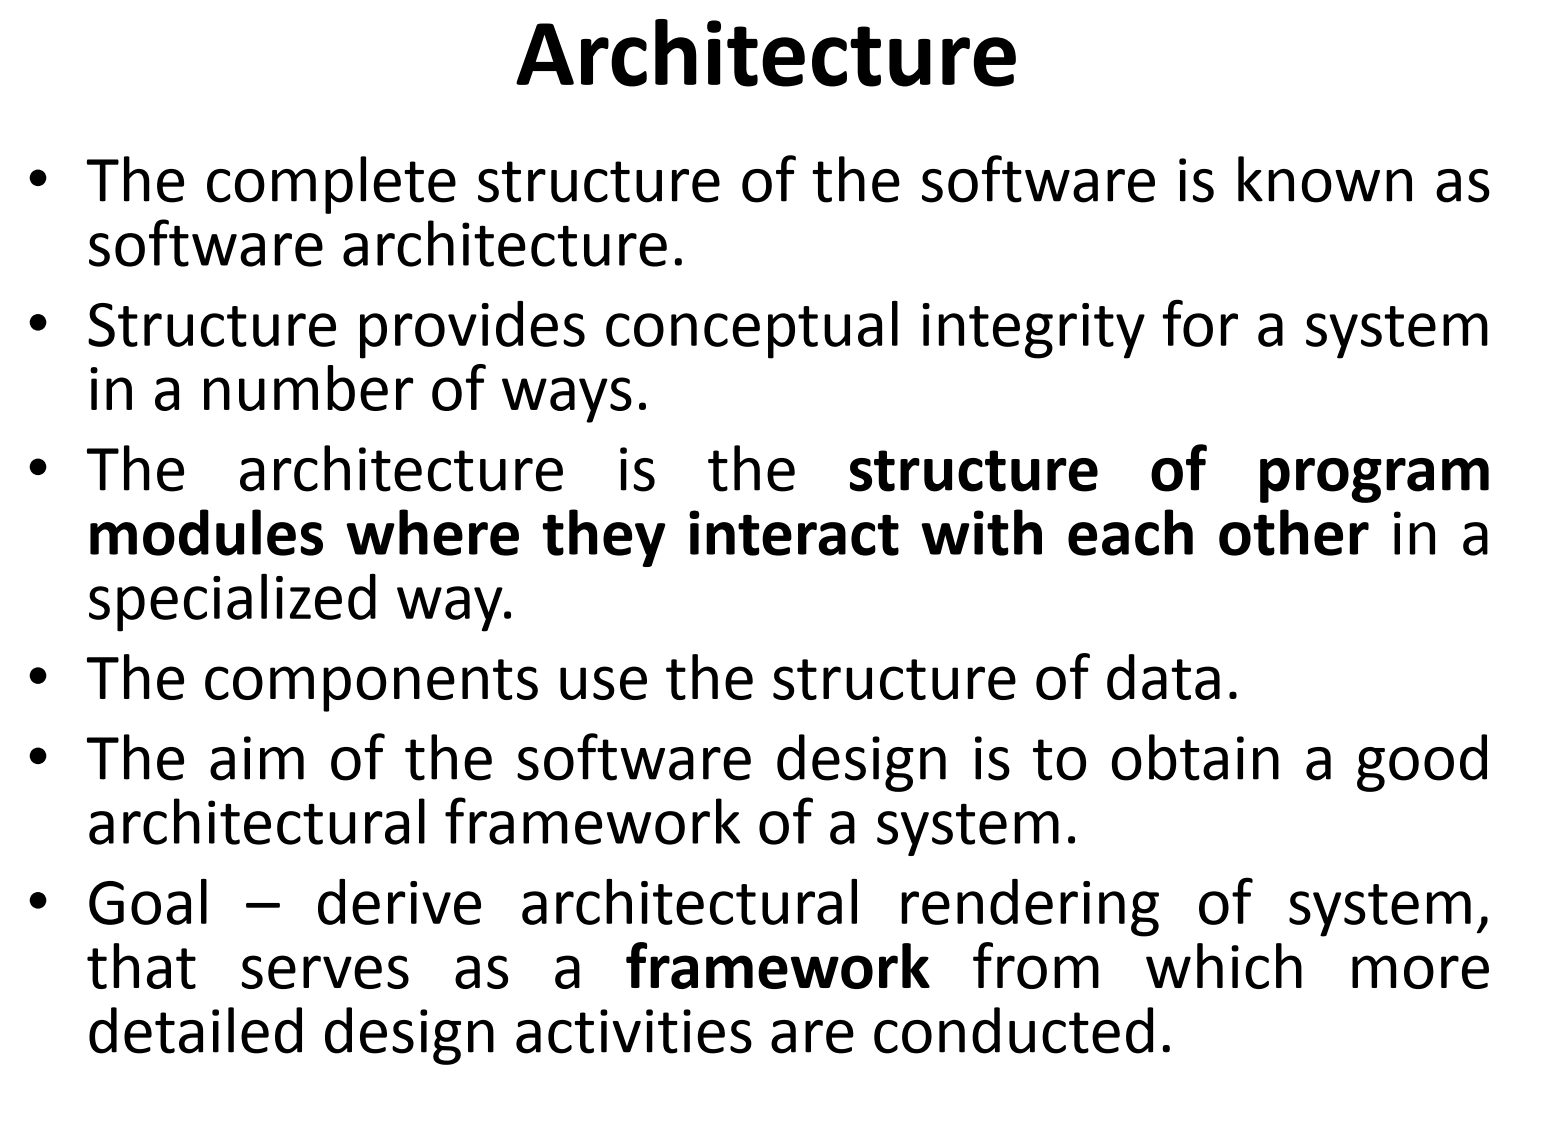 Architecture
• The complete structure of the software is known as
software architecture.
• Structure provides conceptual integrity for a system
in a number of ways.
• The architecture is the structure of program
modules where they interact with each other in a
specialized way.
• The components use the structure of data.
• The aim of the software design is to obtain a good
architectural framework of a system.
• Goal – derive architectural rendering of system,
that serves as a framework from which more
detailed design activities are conducted.